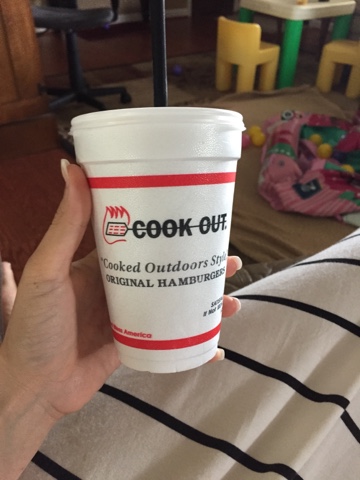 COOK OUT.
"Cooked Outdoors Style
ORIGINAL HAMBURGERS
America